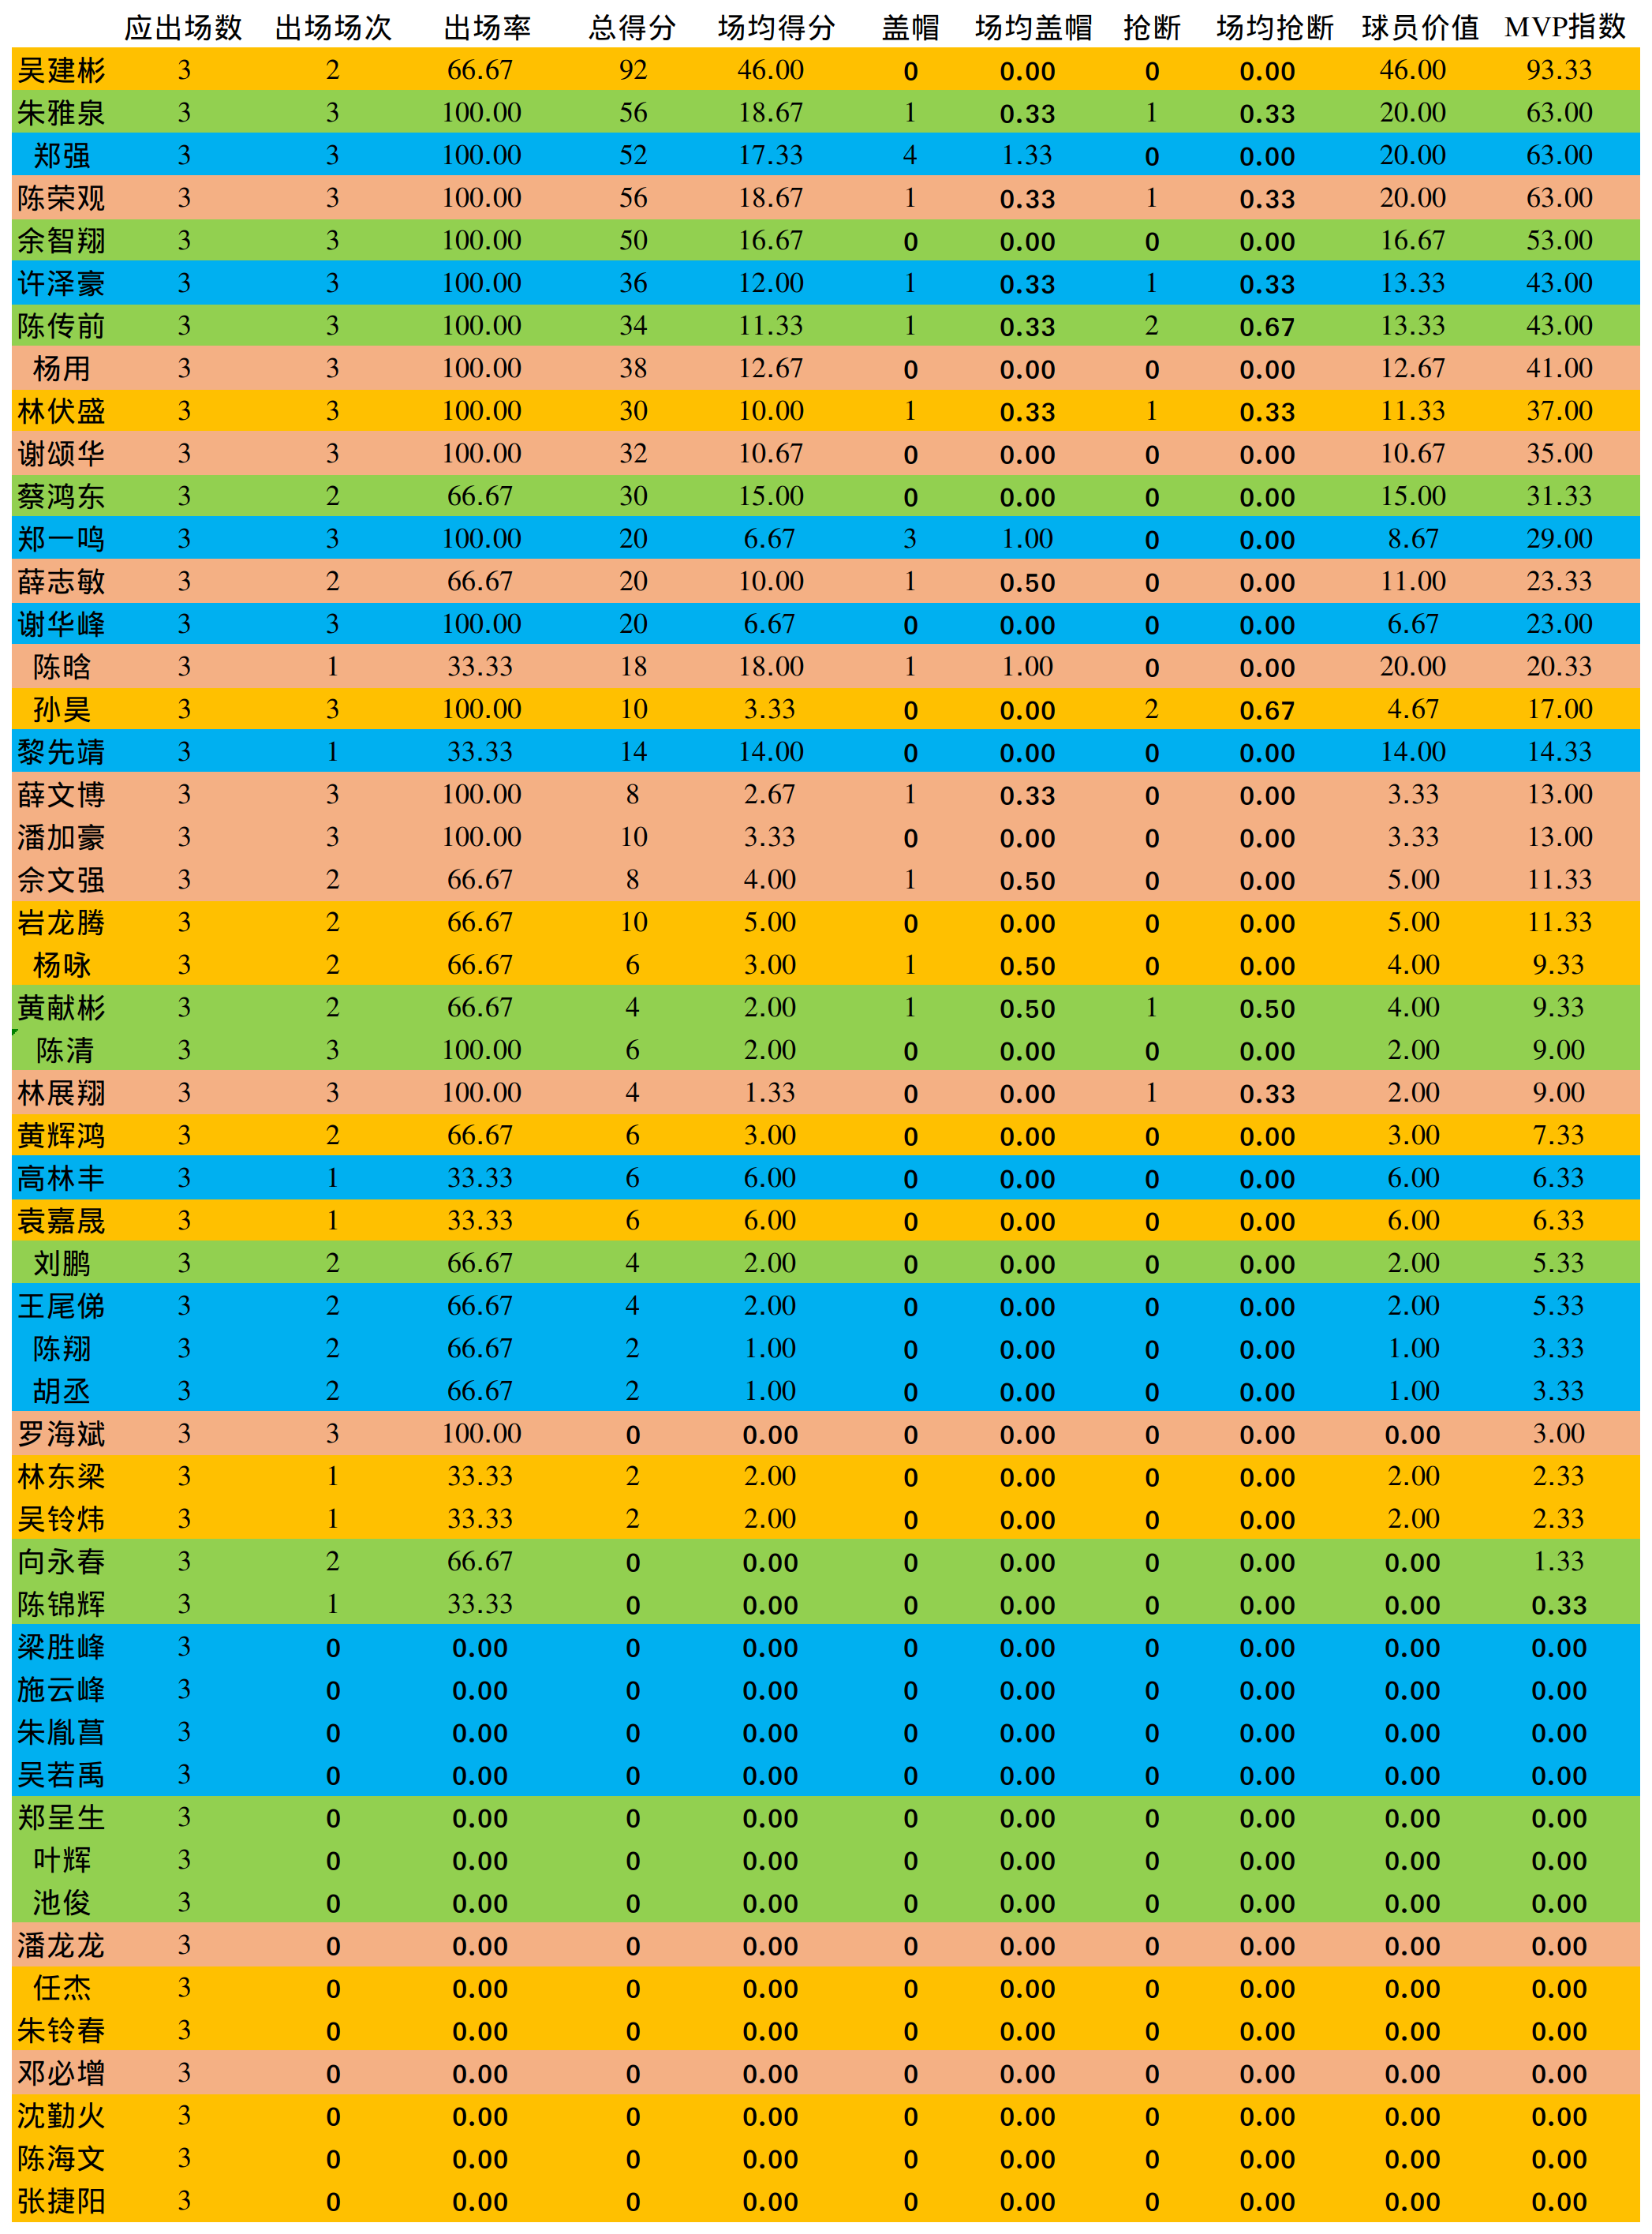 应出场数 出场场次 出场率 总得分 场均得分 盖帽 场均盖帽 抢断 场均抢断 球员价值 MVP指数
吴建彬 3 2 66.67 92 46.00 0 0.00 0 0.00 46.00 93.33
朱雅泉 3 3 100.00 56 18.67 1 0.33 1 0.33 20.00 63.00
郑强 3 3 100.00 52 17.33 4 1.33 0 0.00 20.00 63.00
陈荣观 3 3 100.00 56 18.67 1 0.33 1 0.33 20.00 63.00
余智翔 3 3 100.00 50 16.67 0 0.00 0 0.00 16.67 53.00
许泽豪 3 3 100.00 36 12.00 1 0.33 1 0.33 13.33 43.00
陈传前 3 3 100.00 34 11.33 1 0.33 2 0.67 13.33 43.00
杨用 3 3 100.00 38 12.67 0 0.00 0 0.00 12.67 41.00
林伏盛 3 3 100.00 30 10.00 1 0.33 1 0.33 11.33 37.00
谢颂华 3 3 100.00 32 10.67 0 0.00 0 0.00 10.67 35.00
蔡鸿东 3 2 66.67 30 15.00 0 0.00 0 0.00 15.00 31.33
郑一鸣 3 3 100.00 20 6.67 3 1.00 0 0.00 8.67 29.00
薛志敏 3 2 66.67 20 10.00 1 0.50 0 0.00 11.00 23.33
谢华峰 3 3 100.00 20 6.67 0 0.00 0 0.00 6.67 23.00
陈晗 3 1 33.33 18 18.00 1 1.00 0 0.00 20.00 20.33
孙昊 3 3 100.00 10 3.33 0 0.00 2 0.67 4.67 17.00
黎先靖 3 1 33.33 14 14.00 0 0.00 0 0.00 14.00 14.33
薛文博 3 3 100.00 8 2.67 1 0.33 0 0.00 3.33 13.00
潘加豪 3 3 100.00 10 3.33 0 0.00 0 0.00 3.33 13.00
佘文强 3 2 66.67 8 4.00 1 0.50 0 0.00 5.00 11.33
岩龙腾 3 2 66.67 10 5.00 0 0.00 0 0.00 5.00 11.33
杨咏 3 2 66.67 6 3.00 1 0.50 0 0.00 4.00 9.33
黄献彬 3 2 66.67 4 2.00 1 0.50 1 0.50 4.00 9.33
陈清 3 3 100.00 6 2.00 0 0.00 0 0.00 2.00 9.00
林展翔 3 3 100.00 4 1.33 0 0.00 1 0.33 2.00 9.00
黄辉鸿 3 2 66.67 6 3.00 0 0.00 0 0.00 3.00 7.33
高林丰 3 1 33.33 6 6.00 0 0.00 0 0.00 6.00 6.33
袁嘉晟 3 1 33.33 6 6.00 0 0.00 0 0.00 6.00 6.33
刘鹏 3 2 66.67 4 2.00 0 0.00 0 0.00 2.00 5.33
王尾俤 3 2 66.67 4 2.00 0 0.00 0 0.00 2.00 5.33
陈翔 3 2 66.67 2 1.00 0 0.00 0 0.00 1.00 3.33
胡丞 3 2 66.67 2 1.00 0 0.00 0 0.00 1.00 3.33
罗海斌 3 3 100.00 0 0.00 0 0.00 0 0.00 0.00 3.00
林东梁 3 1 33.33 2 2.00 0 0.00 0 0.00 2.00 2.33
吴铃炜 3 1 33.33 2 2.00 0 0.00 0 0.00 2.00 2.33
向永春 3 2 66.67 0 0.00 0 0.00 0 0.00 0.00 1.33
陈锦辉 3 1 33.33 0 0.00 0 0.00 0 0.00 0.00 0.33
梁胜峰 3 0 0.00 0 0.00 0 0.00 0 0.00 0.00 0.00
施云峰 3 0 0.00 0 0.00 0 0.00 0 0.00 0.00 0.00
朱胤菖 3 0 0.00 0 0.00 0 0.00 0 0.00 0.00 0.00
吴若禹 3 0 0.00 0 0.00 0 0.00 0 0.00 0.00 0.00
郑呈生 3 0 0.00 0 0.00 0 0.00 0 0.00 0.00 0.00
叶辉 3 0 0.00 0 0.00 0 0.00 0 0.00 0.00 0.00
池俊 3 0 0.00 0 0.00 0 0.00 0 0.00 0.00 0.00
潘龙龙 3 0 0.00 0 0.00 0 0.00 0 0.00 0.00 0.00
任杰 3 0 0.00 0 0.00 0 0.00 0 0.00 0.00 0.00
朱铃春 3 0 0.00 0 0.00 0 0.00 0 0.00 0.00 0.00
邓必增 3 0 0.00 0 0.00 0 0.00 0 0.00 0.00 0.00
沈勤火 3 0 0.00 0 0.00 0 0.00 0 0.00 0.00 0.00
陈海文 3 0 0.00 0 0.00 0 0.00 0 0.00 0.00 0.00
张捷阳 3 0 0.00 0 0.00 0 0.00 0 0.00 0.00 0.00